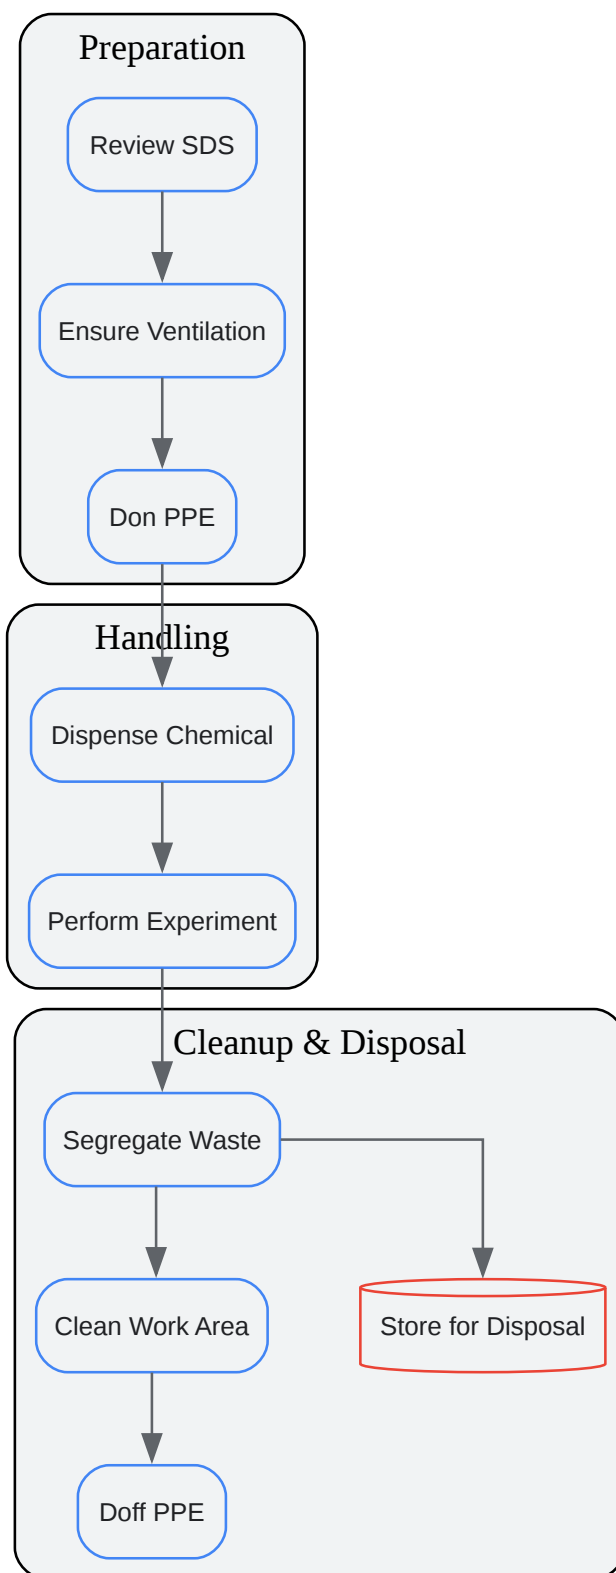 Preparation
Review SDS
Ensure Ventilation
Don PPE
Handling
Dispense Chemical
Perform Experiment
Cleanup & Disposal
Segregate Waste
Clean Work Area
Store for Disposal
Doff PPE